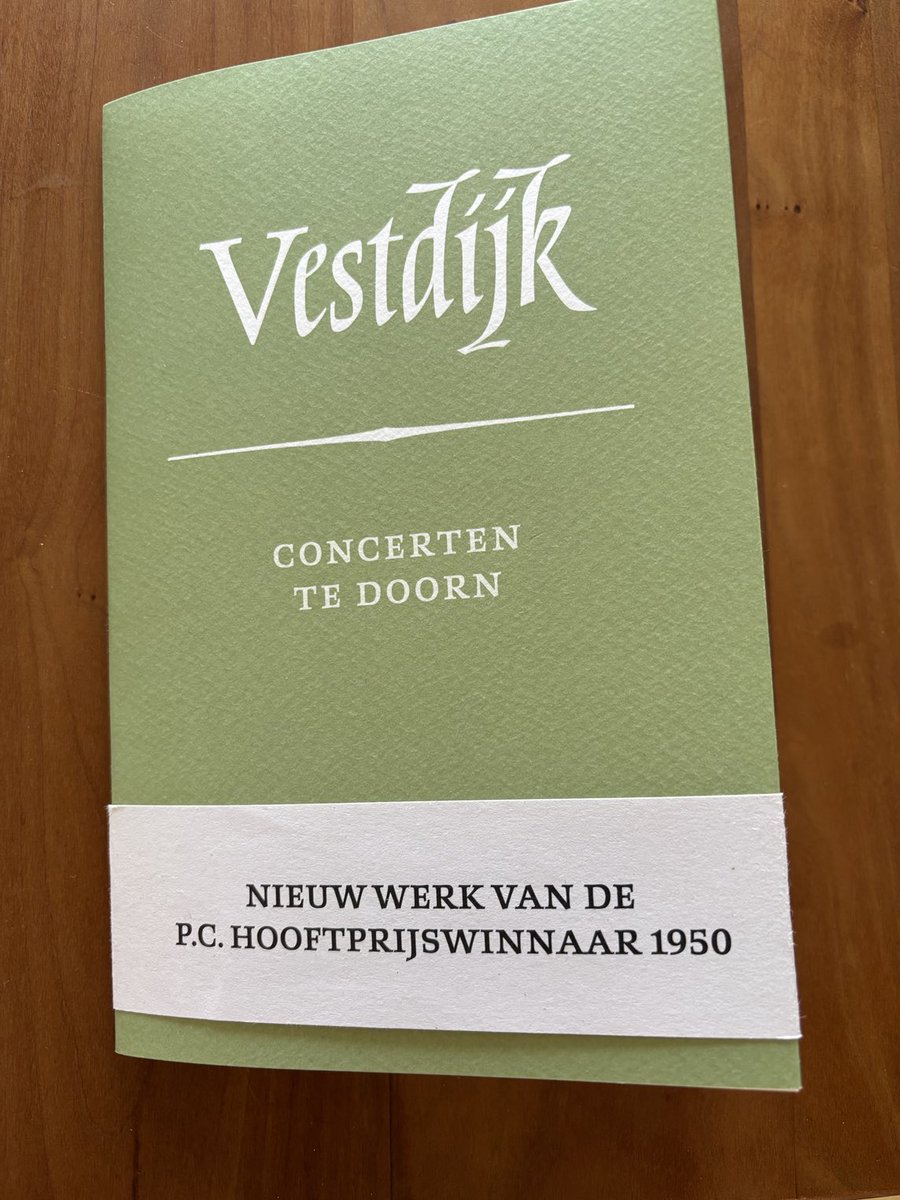 Vestdijk
CONCERTEN
TE DOORN
NIEUW WERK VAN DE
P.C. HOOFTPRIJSWINNAAR 1950